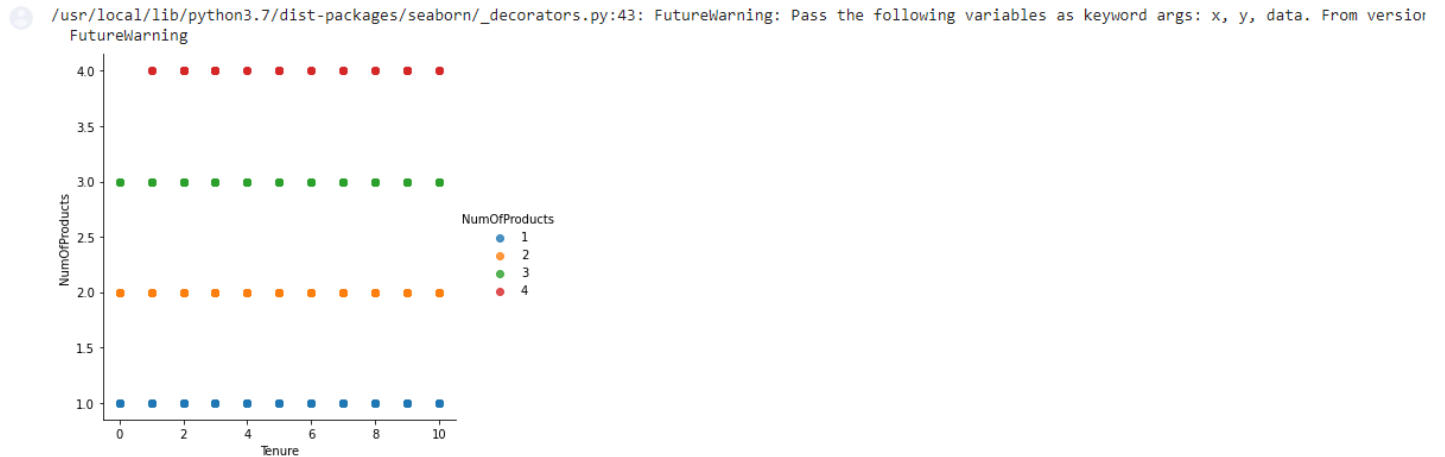 /usr/local/lib/python3.7/dist-packages/seaborn/_decorators.py:43: FutureWarning: Pass the following variables as keyword args: x, y, data. From version
FutureWarning
4.0
3.5
3.0
2.5
2.0
1.5
1.0
NumOfProducts
0 2 4 6 8 10
Tenure
NumOfProducts
1
2
3
4